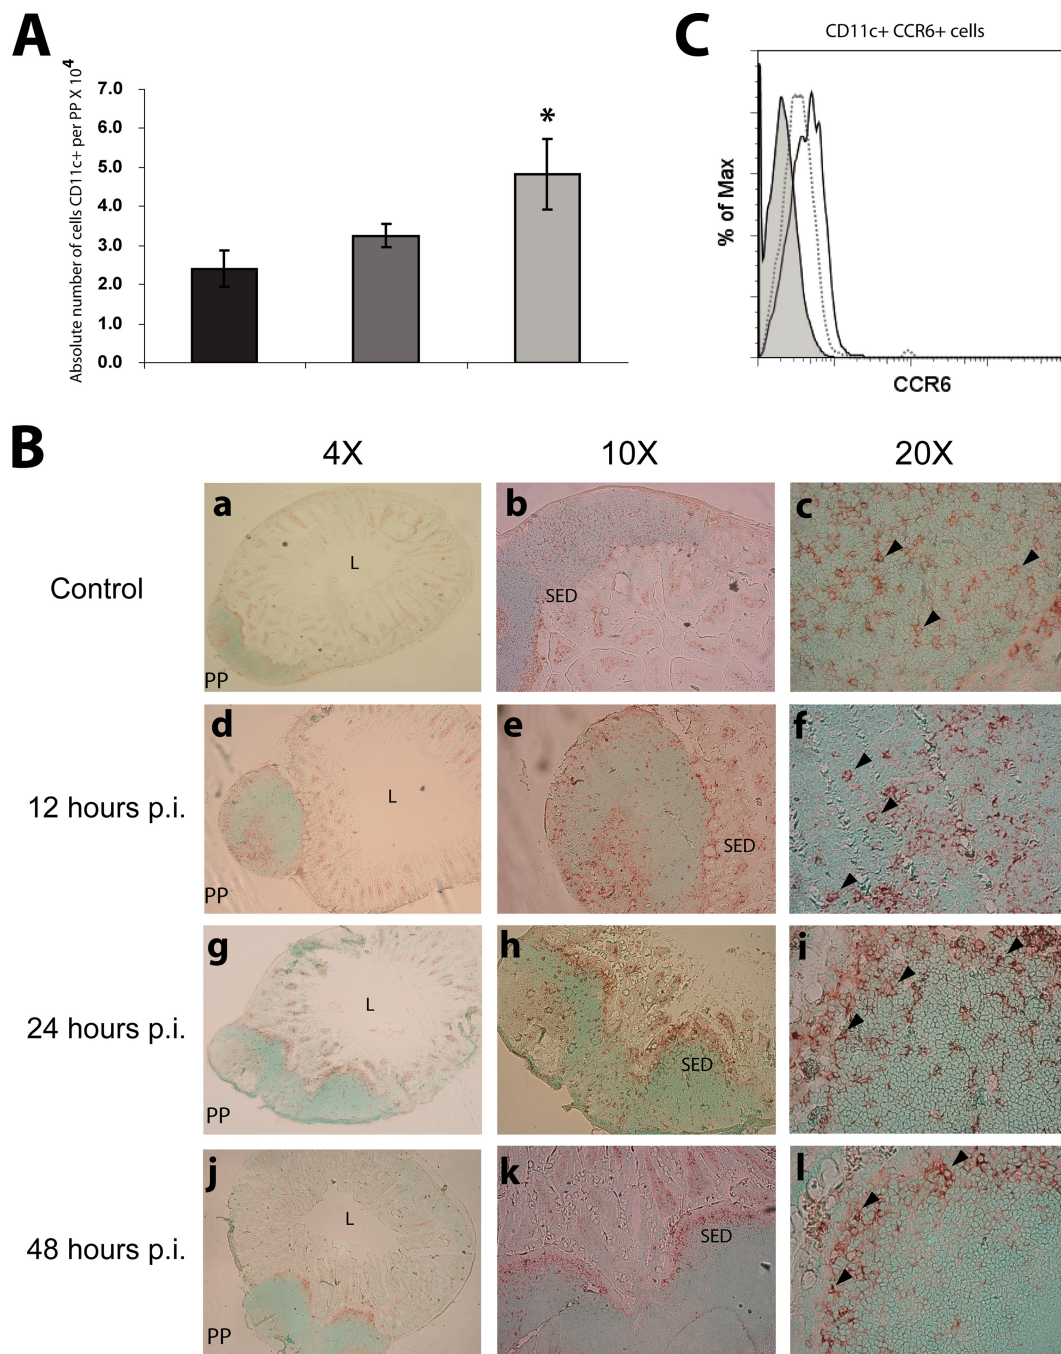 A
Absolute number of cells CD11c+ per PP X 10⁴
7.0
6.0
5.0
4.0
3.0
2.0
1.0
0.0
*
C
CD11c+ CCR6+ cells
% of Max
CCR6
B
4X
10X
20X
Control
a
L
PP
b
SED
c
12 hours p.i.
d
L
PP
e
SED
f
24 hours p.i.
g
L
PP
h
SED
i
48 hours p.i.
j
L
PP
k
SED
l